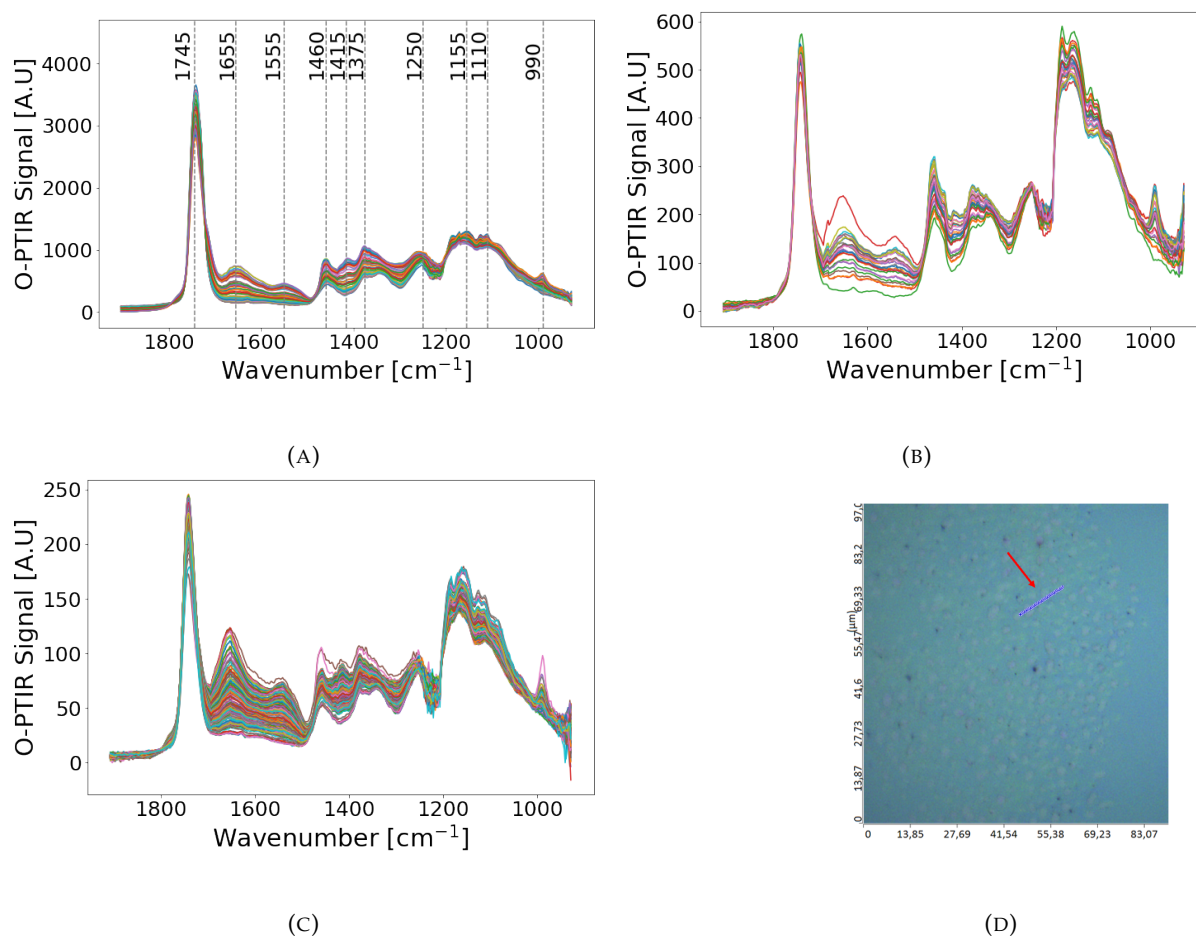 1745
1655
1555
1460
1415
1375
1250
1155
1110
990
O-PTIR Signal [A.U]
4000
3000
2000
1000
0
1800 1600 1400 1200 1000
Wavenumber [cm⁻¹]
(A)
O-PTIR Signal [A.U]
600
500
400
300
200
100
0
1800 1600 1400 1200 1000
Wavenumber [cm⁻¹]
(B)
O-PTIR Signal [A.U]
250
200
150
100
50
0
1800 1600 1400 1200 1000
Wavenumber [cm⁻¹]
(C)
83,2
69,33
(μm)
55,47
41,6
27,73
13,87
0
0 13,85 27,69 41,54 55,38 69,23 83,07
(D)